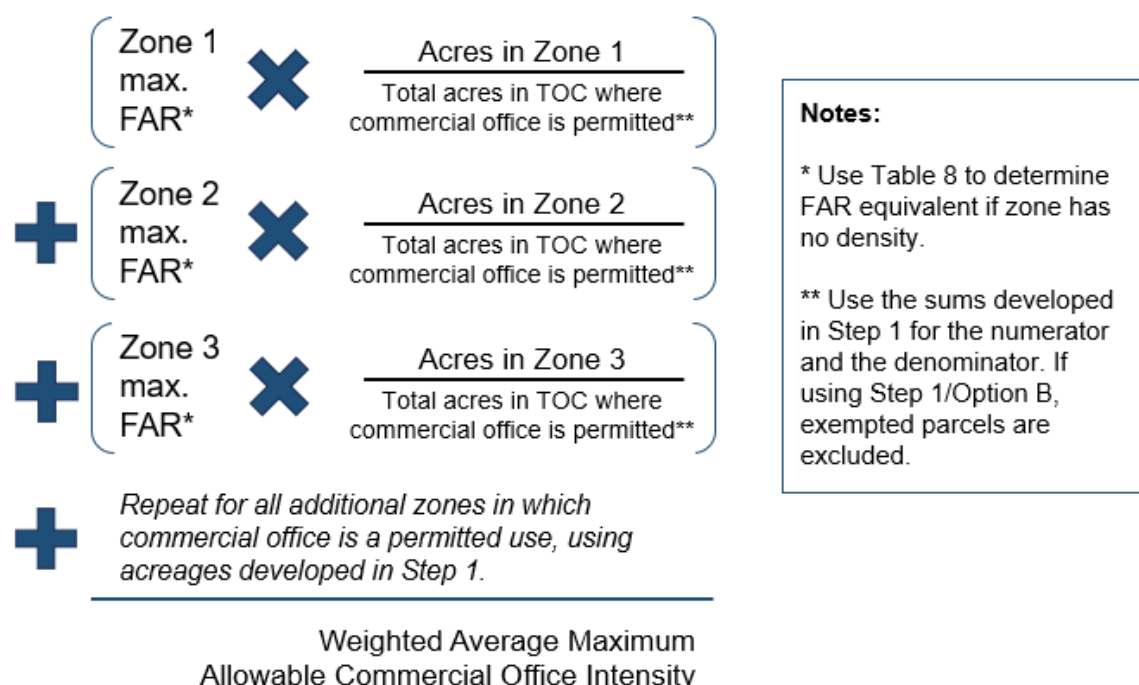 Zone 1
max.
FAR*
Acres in Zone 1
Total acres in TOC where
commercial office is permitted**
Zone 2
max.
FAR*
Acres in Zone 2
Total acres in TOC where
commercial office is permitted**
Zone 3
max.
FAR*
Acres in Zone 3
Total acres in TOC where
commercial office is permitted**
Repeat for all additional zones in which
commercial office is a permitted use, using
acreages developed in Step 1.
Weighted Average Maximum
Allowable Commercial Office Intensity
Notes:
* Use Table 8 to determine
FAR equivalent if zone has
no density.
** Use the sums developed
in Step 1 for the numerator
and the denominator. If
using Step 1/Option B,
exempted parcels are
excluded.